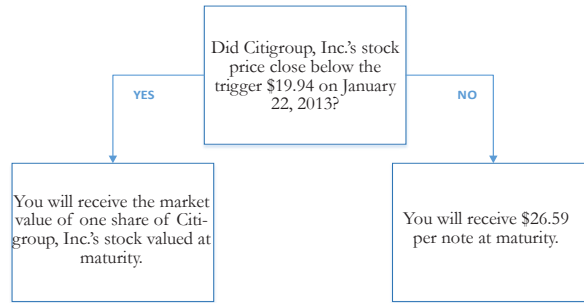 Did Citigroup, Inc.'s stock
price close below the
trigger $19.94 on January
22, 2013?
YES
NO
You will receive the market
value of one share of Citi-
group, Inc.'s stock valued at
maturity.
You will receive $26.59
per note at maturity.